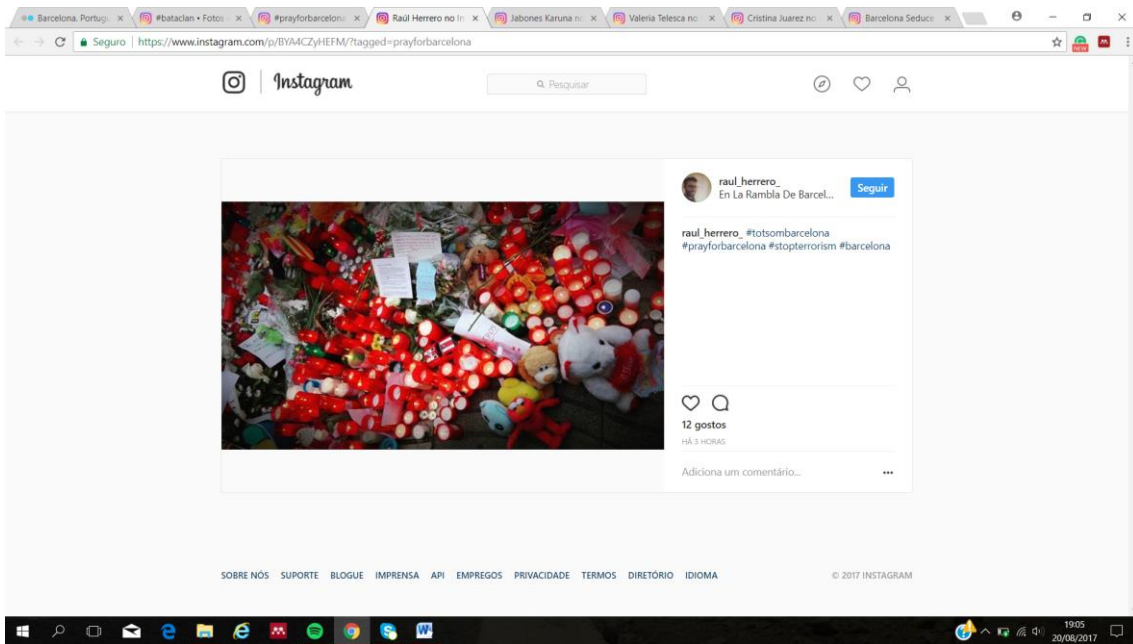 Barcelona. Portugu
#bataclan • Fotos
#prayforbarcelona
Raúl Herrero no In
Jabones Karuna no
Valeria Telesca no
Cristina Juarez no
Barcelona Seduce
Seguro
https://www.instagram.com/p/BYA4CZyHEFM/?tagged=prayforbarcelona
NEW
Instagram
Pesquisar
raul_herrero_
En La Rambla De Barcel...
Seguir
raul_herrero_ #totsombarcelona
#prayforbarcelona #stopterrorism #barcelona
12 gostos
HÁ 3 HORAS
Adiciona um comentário...
SOBRE NÓS SUPORTE BLOGUE IMPRENSA API EMPREGOS PRIVACIDADE TERMOS DIRETÓRIO IDIOMA
© 2017 INSTAGRAM
19:05
20/08/2017